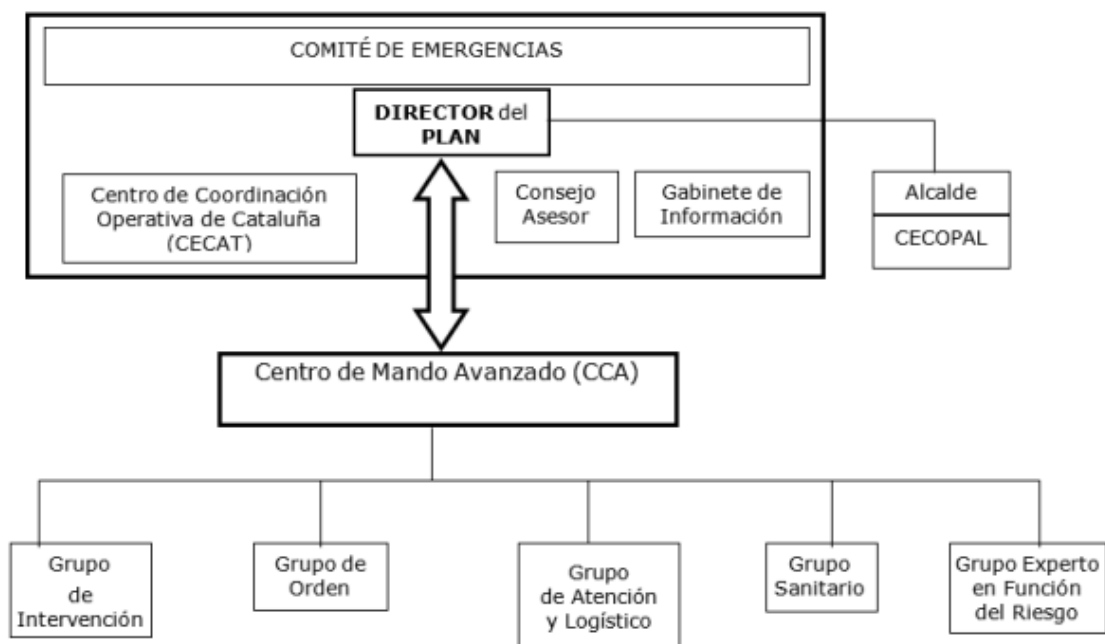 COMITÉ DE EMERGENCIAS
DIRECTOR del
PLAN
Centro de Coordinación
Operativa de Cataluña
(CECAT)
Consejo
Asesor
Gabinete de
Información
Alcalde
CECOPAL
Centro de Mando Avanzado (CCA)
Grupo
de
Intervención
Grupo de
Orden
Grupo
de Atención
y Logístico
Grupo
Sanitario
Grupo Experto
en Función
del Riesgo